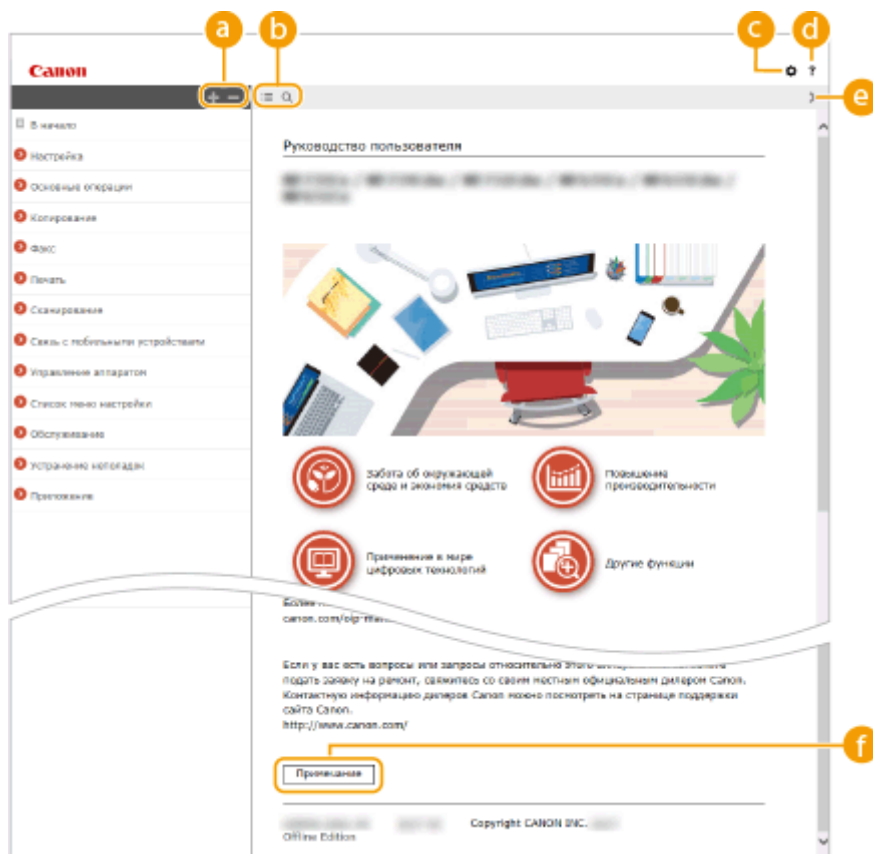 a b c d
Canon
?
+ −
e
В начало
Настройка
Основные операции
Копирование
Факс
Печать
Сканирование
Связь с мобильными устройствами
Управление аппаратом
Список меню настройки
Обслуживание
Устранение неполадок
Приложение
Руководство пользователя
Забота об окружающей
среде и экономия средств
Повышение
производительности
Применение в мире
цифровых технологий
Другие функции
Более
canon.com/oip-man
Если у вас есть вопросы или запросы относительно этого
подать заявку на ремонт, свяжитесь со своим местным официальным дилером Canon.
Контактную информацию дилеров Canon можно посмотреть на странице поддержки
сайта Canon.
http://www.canon.com/
f
Примечание
Copyright CANON INC.
Offline Edition